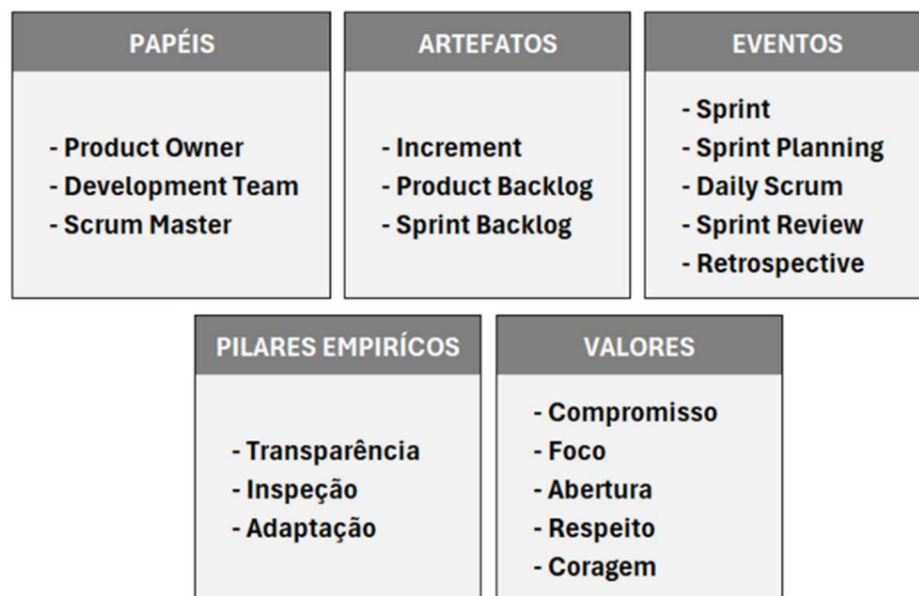 PAPÉIS
- Product Owner
- Development Team
- Scrum Master
ARTEFATOS
- Increment
- Product Backlog
- Sprint Backlog
EVENTOS
- Sprint
- Sprint Planning
- Daily Scrum
- Sprint Review
- Retrospective
PILARES EMPIRÍCOS
- Transparência
- Inspeção
- Adaptação
VALORES
- Compromisso
- Foco
- Abertura
- Respeito
- Coragem